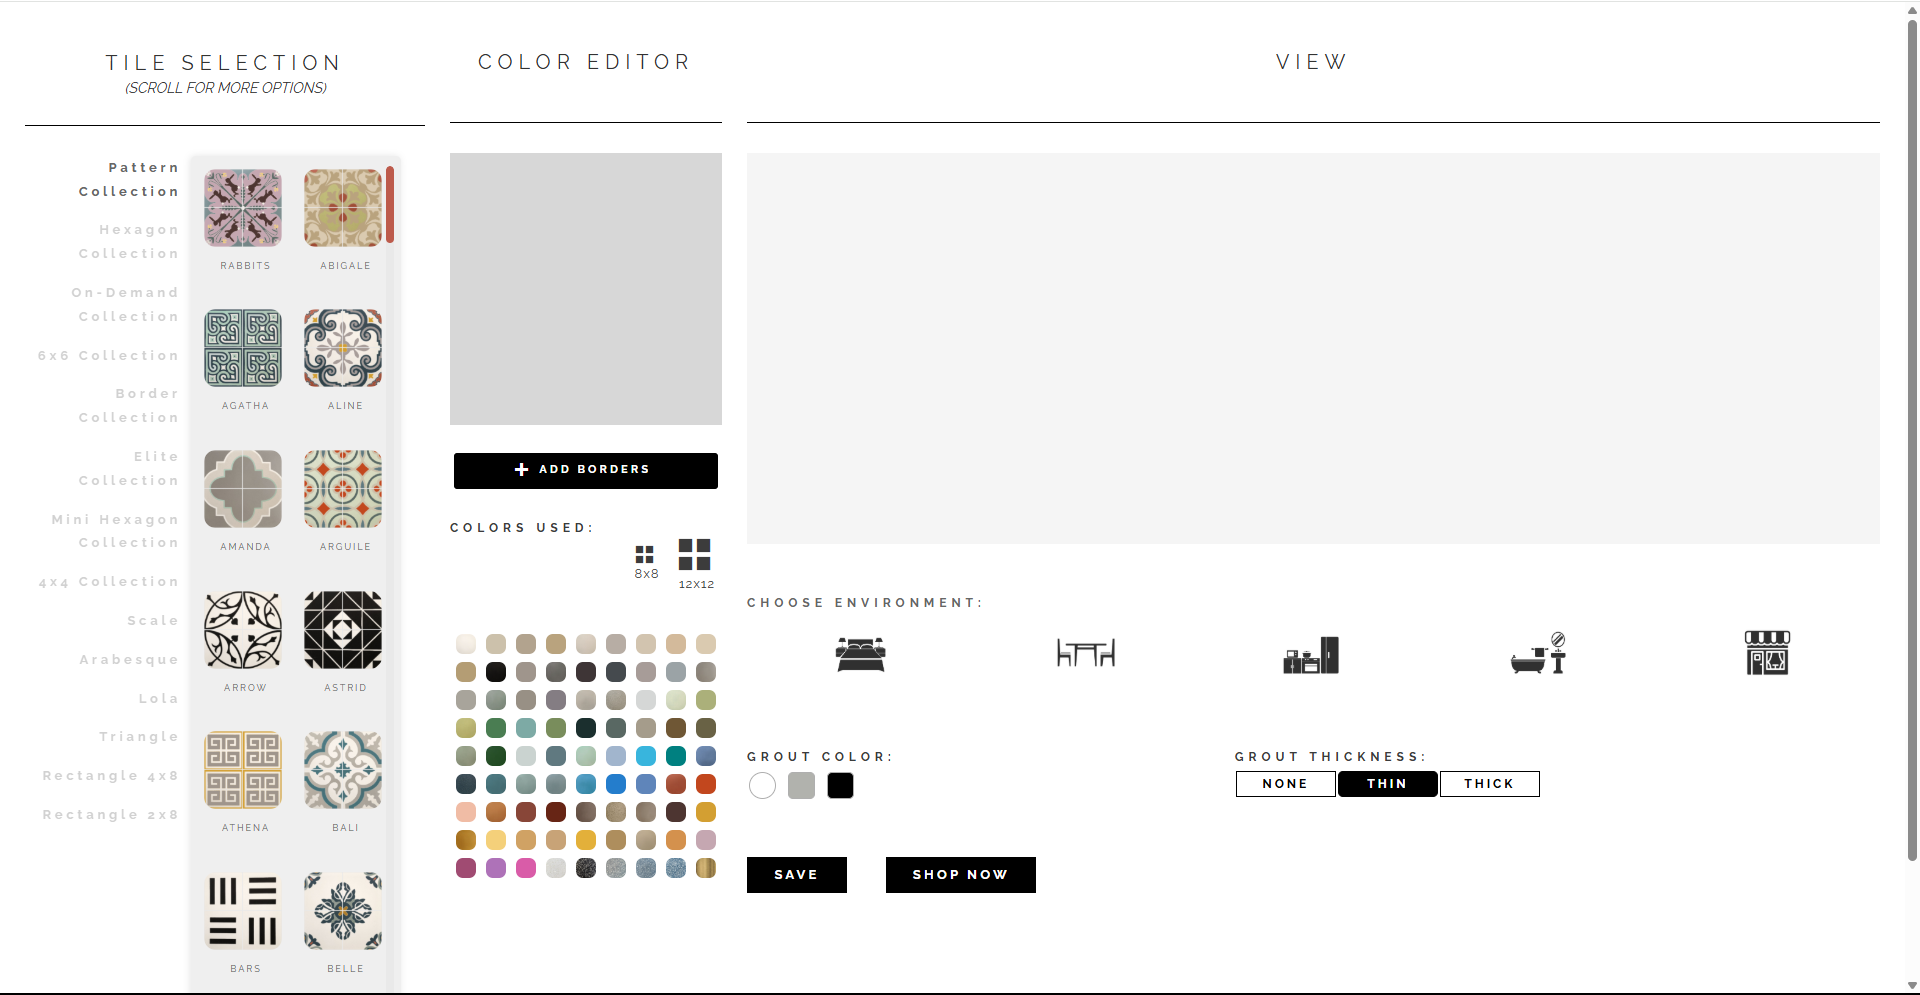 TILE SELECTION
(SCROLL FOR MORE OPTIONS)
COLOR EDITOR
VIEW
Pattern
Collection
Hexagon
Collection
On-Demand
Collection
6x6 Collection
Border
Collection
Elite
Collection
Mini Hexagon
Collection
4x4 Collection
Scale
Arabesque
Lola
Triangle
Rectangle 4x8
Rectangle 2x8
RABBITS
ABIGALE
AGATHA
ALINE
AMANDA
ARGUILE
ARROW
ASTRID
ATHENA
BALI
BARS
BELLE
ADD BORDERS
COLORS USED:
8x8
12x12
CHOOSE ENVIRONMENT:
GROUT COLOR:
GROUT THICKNESS:
NONE
THIN
THICK
SAVE
SHOP NOW